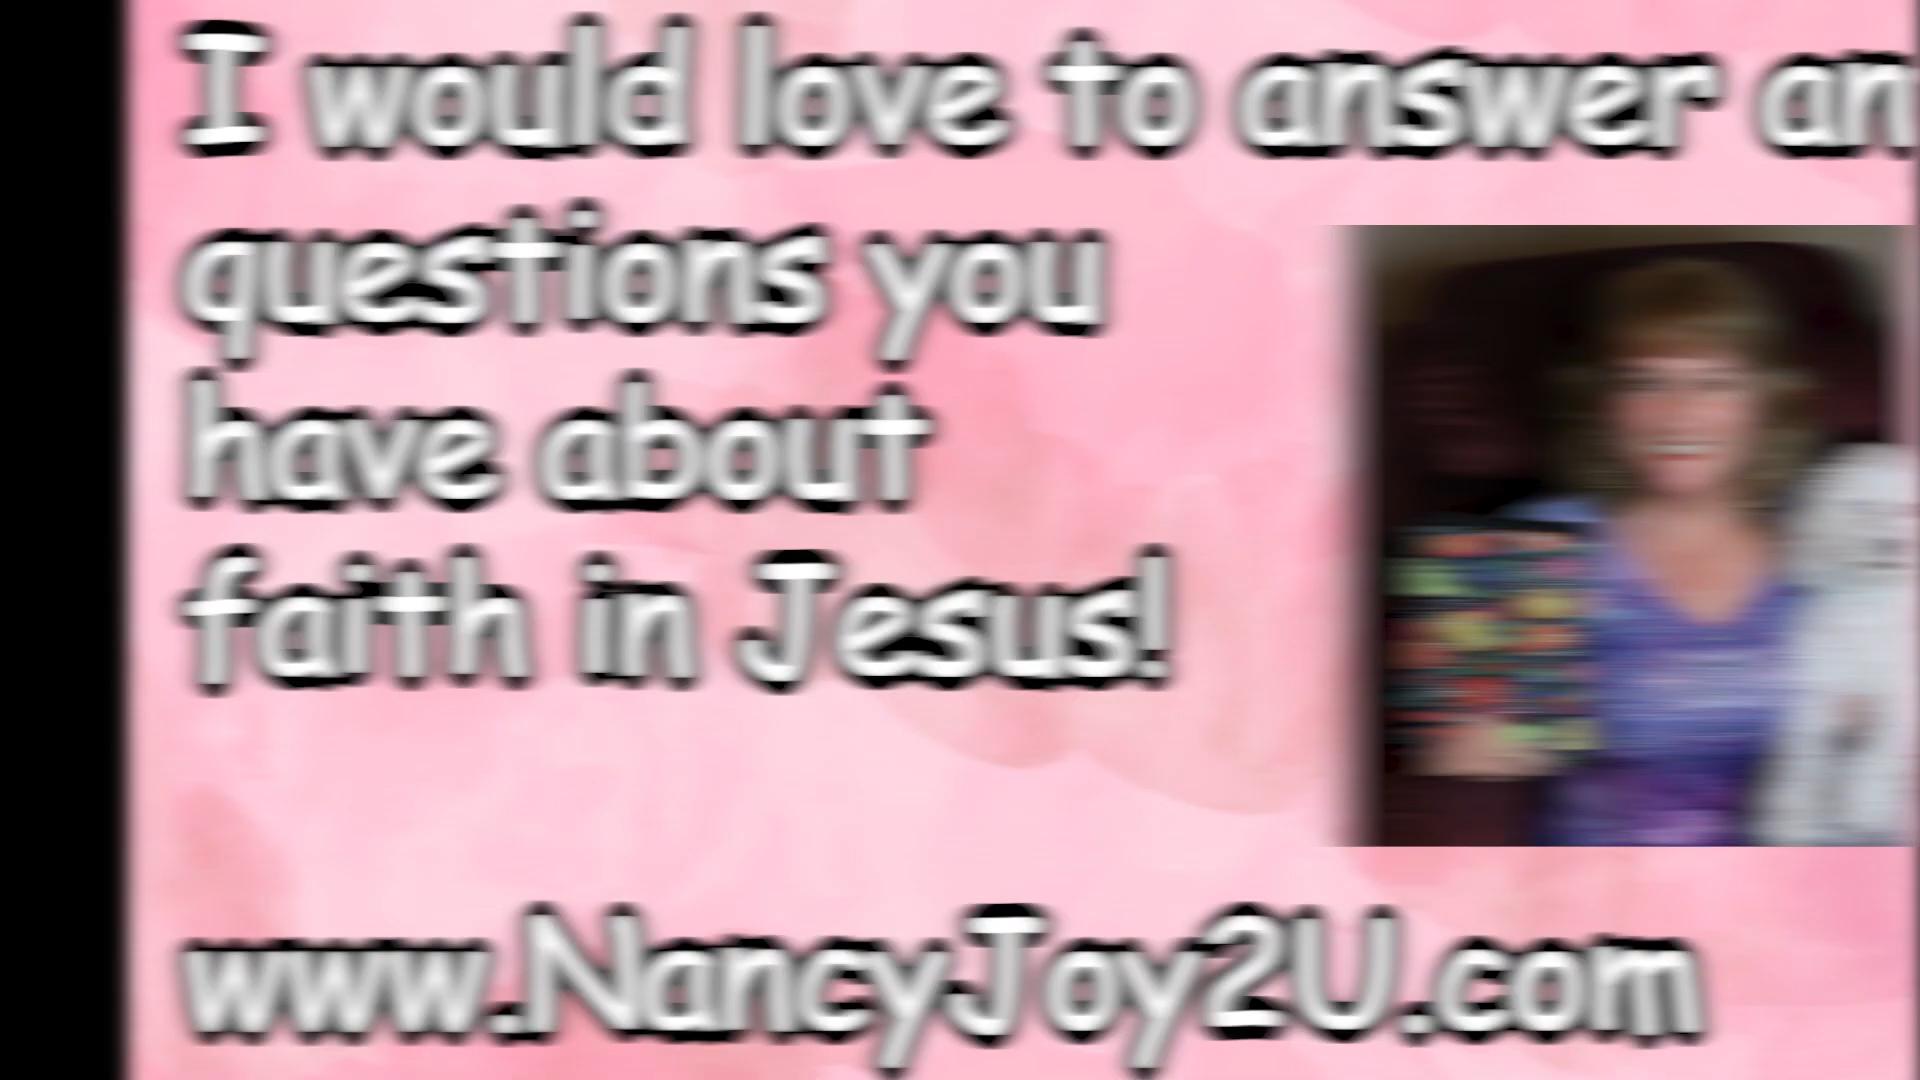 I would love to answer an
questions you
have about
faith in Jesus!
www.NancyJoy2U.com